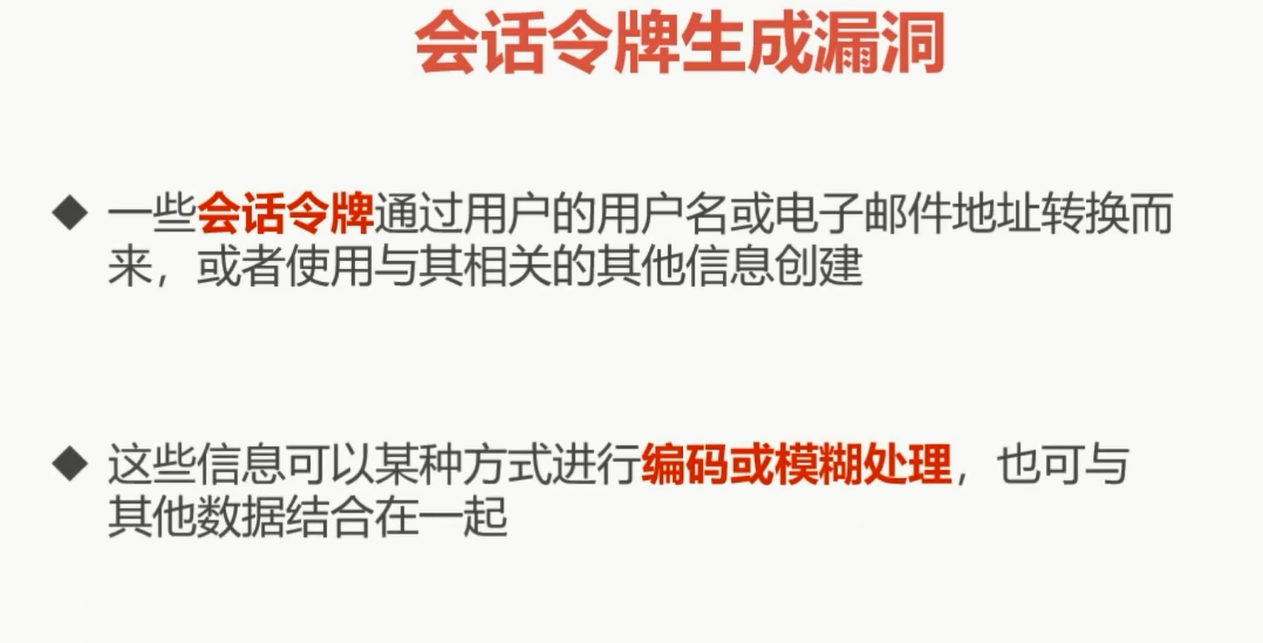 会话令牌生成漏洞
◆ 一些会话令牌通过用户的用户名或电子邮件地址转换而
来，或者使用与其相关的其他信息创建
◆ 这些信息可以某种方式进行编码或模糊处理，也可与
其他数据结合在一起